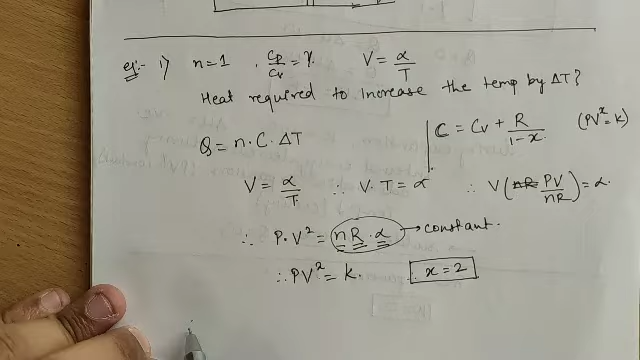 eg:- 1) n=1 , Cp/Cv = γ. V = α/T
Heat required to increase the temp by ΔT?
Q = n·C·ΔT
C = Cv + R/(1-x) (PV^x = K)
V = α/T ∴ V·T = α ∴ V(PV/nR) = α.
∴ P·V² = nR·α → constant.
∴ PV² = K. ∴ x=2